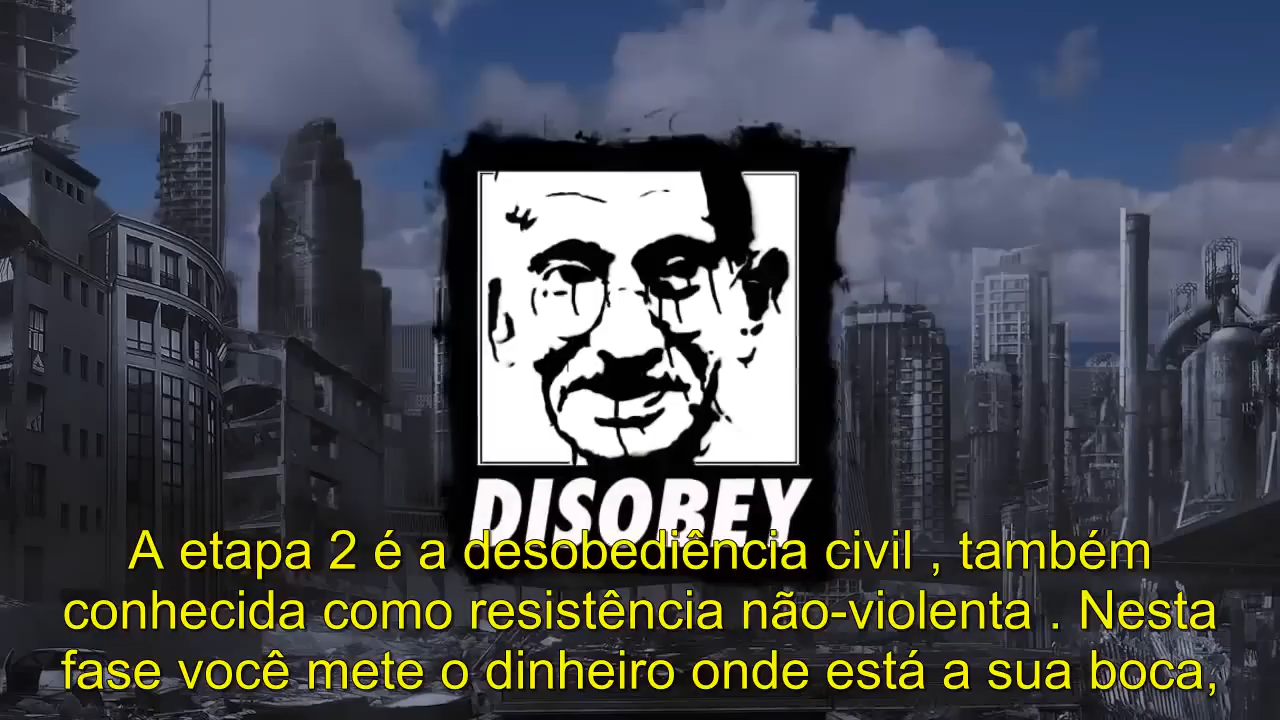 DISOBEY
A etapa 2 é a desobediência civil , também
conhecida como resistência não-violenta . Nesta
fase você mete o dinheiro onde está a sua boca,